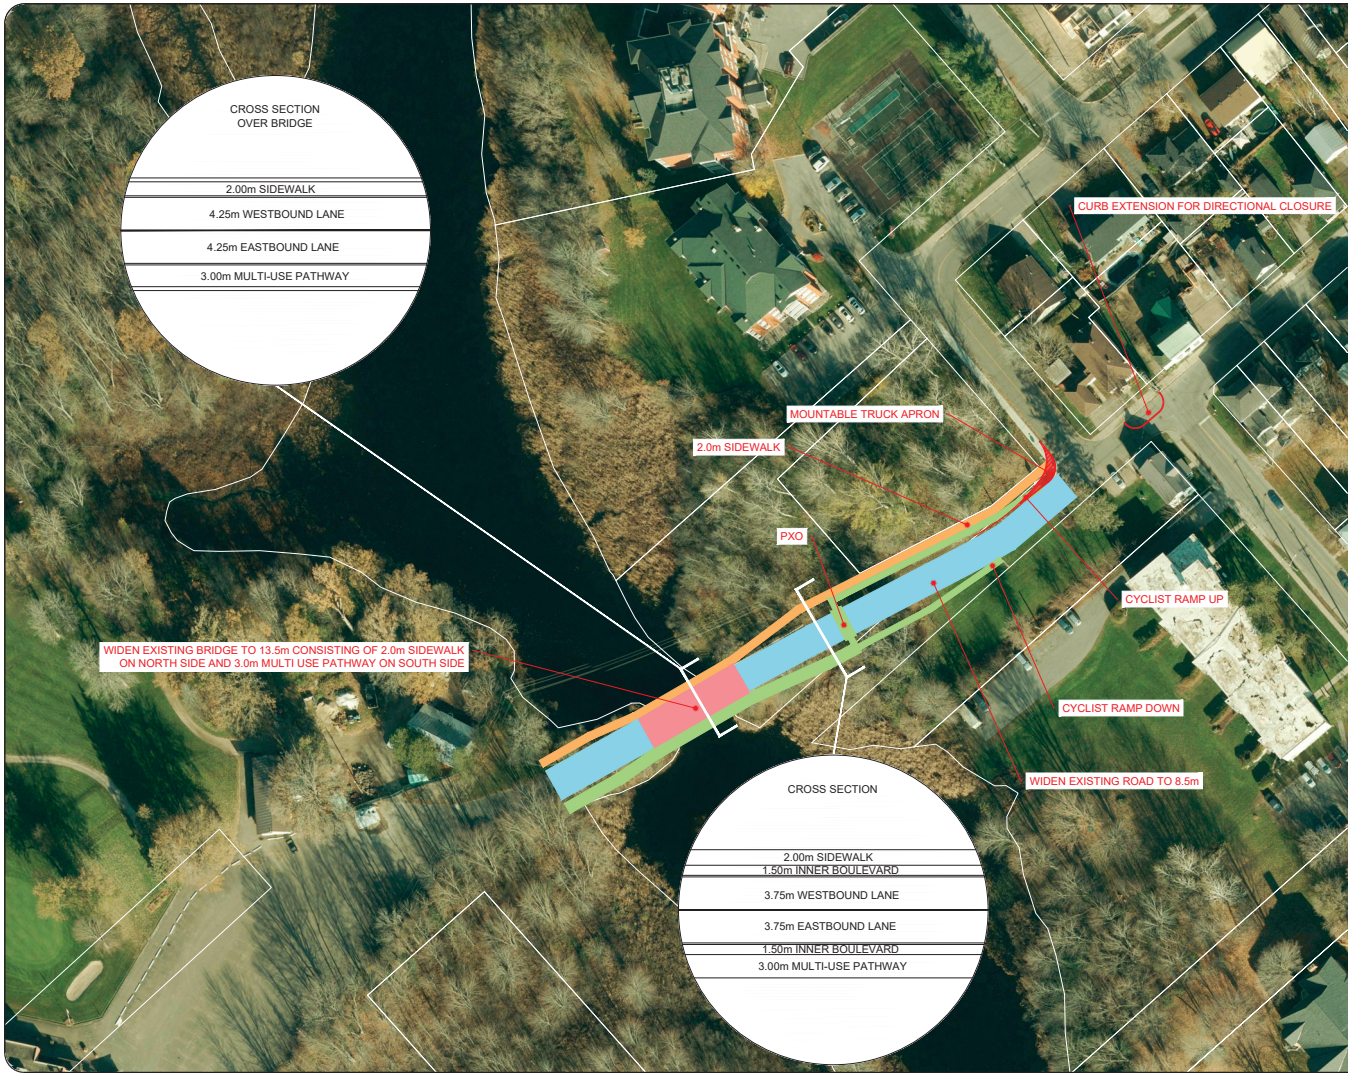 CROSS SECTION
OVER BRIDGE
2.00m SIDEWALK
4.25m WESTBOUND LANE
4.25m EASTBOUND LANE
3.00m MULTI-USE PATHWAY
CURB EXTENSION FOR DIRECTIONAL CLOSURE
MOUNTABLE TRUCK APRON
2.0m SIDEWALK
PXO
CYCLIST RAMP UP
WIDEN EXISTING BRIDGE TO 13.5m CONSISTING OF 2.0m SIDEWALK
ON NORTH SIDE AND 3.0m MULTI USE PATHWAY ON SOUTH SIDE
CYCLIST RAMP DOWN
WIDEN EXISTING ROAD TO 8.5m
CROSS SECTION
2.00m SIDEWALK
1.50m INNER BOULEVARD
3.75m WESTBOUND LANE
3.75m EASTBOUND LANE
1.50m INNER BOULEVARD
3.00m MULTI-USE PATHWAY